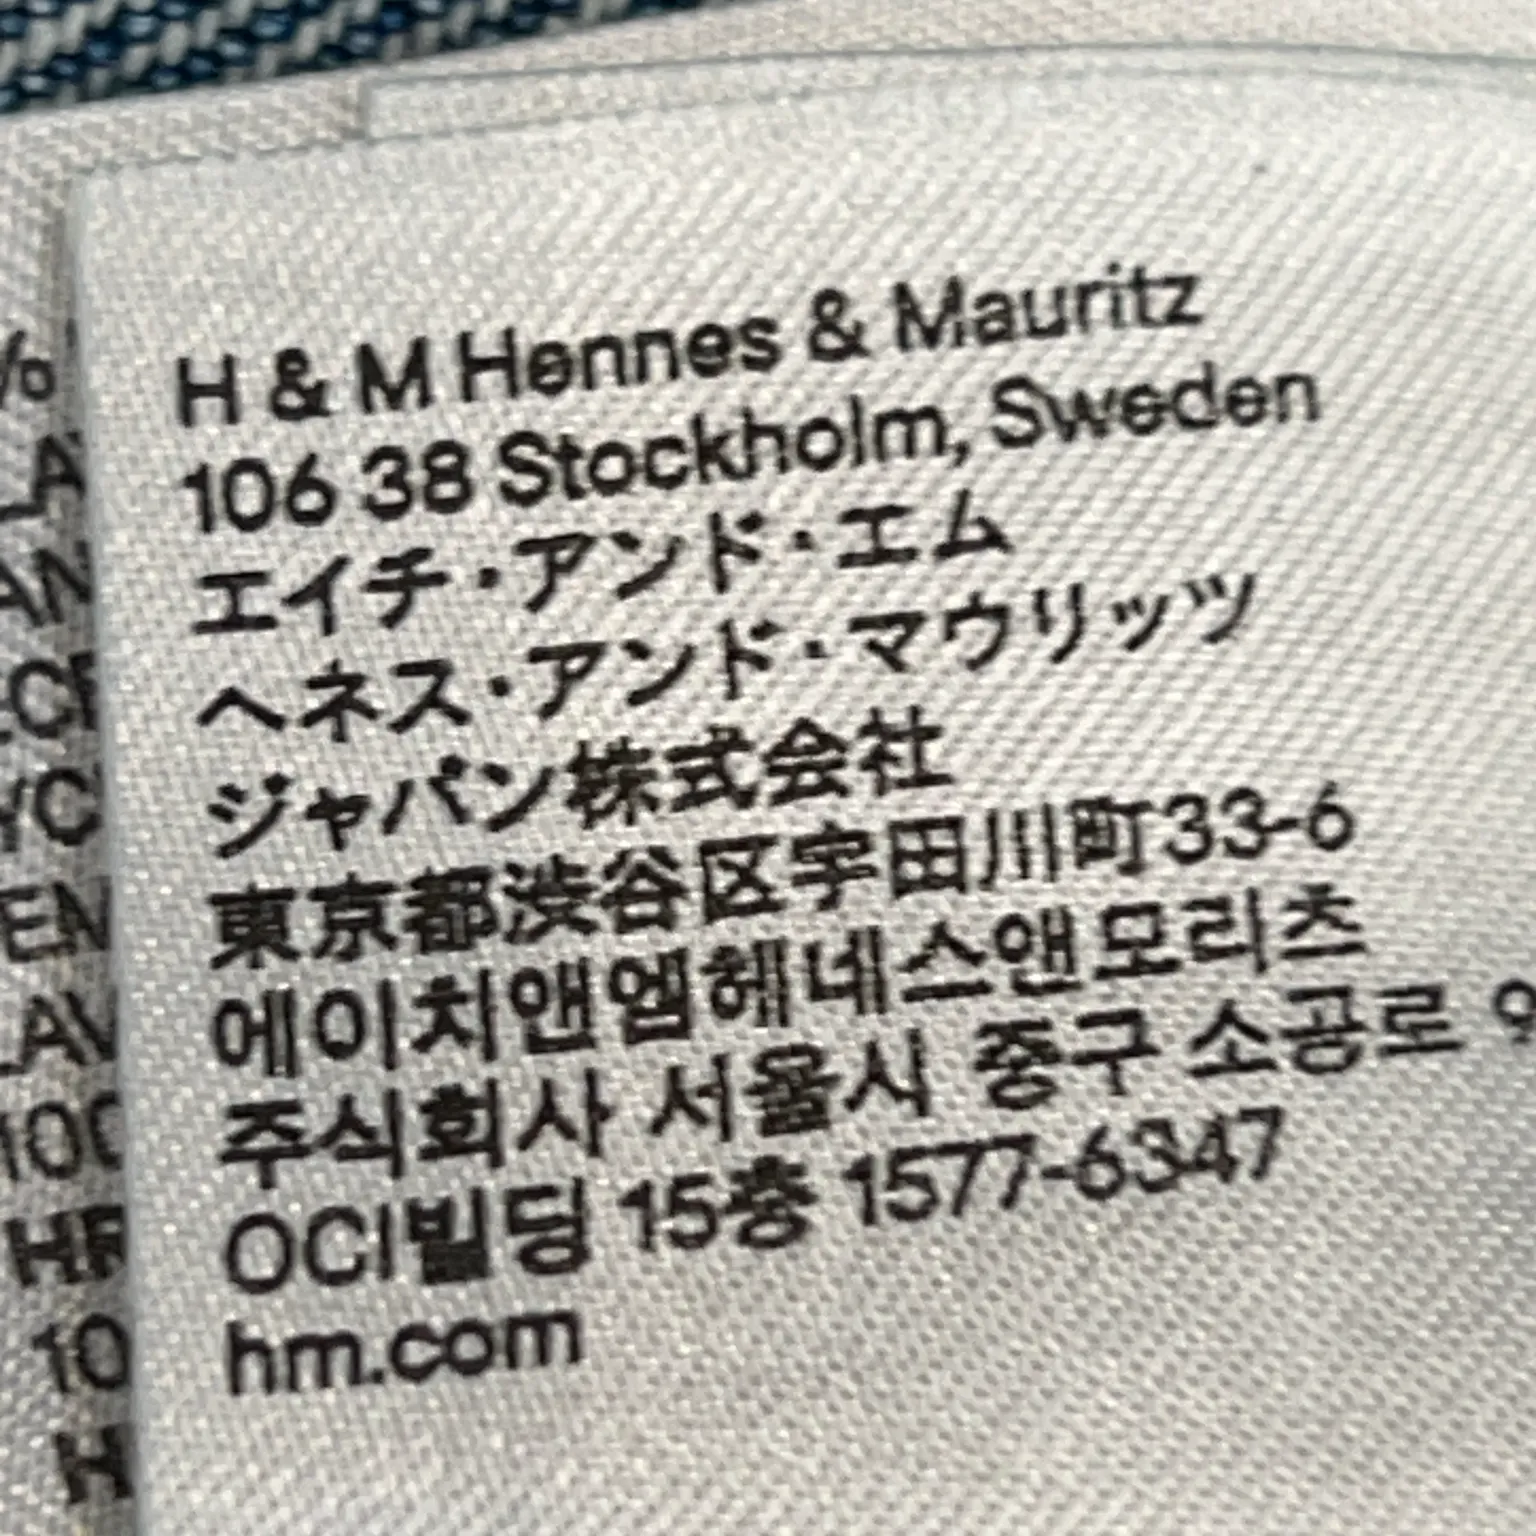 H & M Hennes & Mauritz
106 38 Stockholm, Sweden
エイチ・アンド・エム
ヘネス・アンド・マウリッツ
ジャパン株式会社
東京都渋谷区宇田川町33-6
에이치앤엠헤네스앤모리츠
주식회사 서울시 중구 소공로
OCI빌딩 15층 1577-6347
hm.com